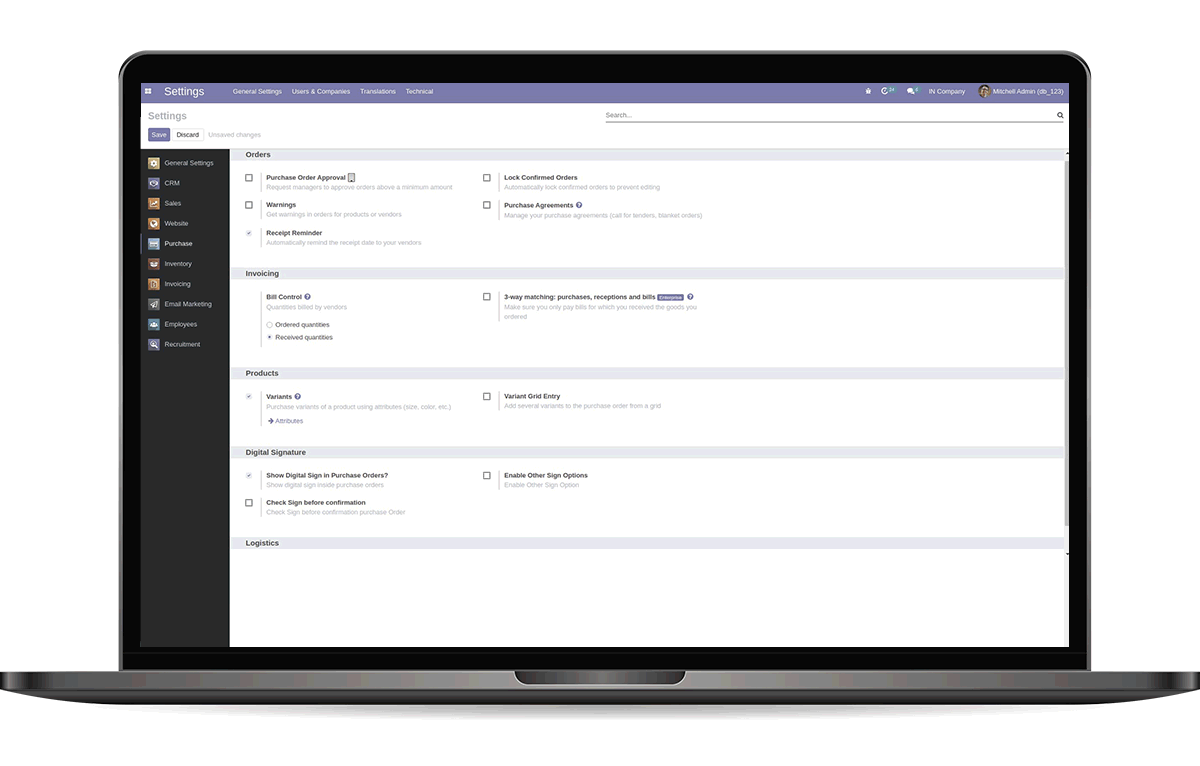 Settings General Settings Users & Companies Translations Technical IN Company Mitchell Admin (db_123)
Settings
Search...
Save Discard Unsaved changes
General Settings
CRM
Sales
Website
Purchase
Inventory
Invoicing
Email Marketing
Employees
Recruitment
Orders
Purchase Order Approval
Request managers to approve orders above a minimum amount
Lock Confirmed Orders
Automatically lock confirmed orders to prevent editing
Warnings
Get warnings in orders for products or vendors
Purchase Agreements ?
Manage your purchase agreements (call for tenders, blanket orders)
Receipt Reminder
Automatically remind the receipt date to your vendors
Invoicing
Bill Control ?
Quantities billed by vendors
Ordered quantities
Received quantities
3-way matching: purchases, receptions and bills Enterprise ?
Make sure you only pay bills for which you received the goods you
ordered
Products
Variants ?
Purchase variants of a product using attributes (size, color, etc.)
Attributes
Variant Grid Entry
Add several variants to the purchase order from a grid
Digital Signature
Show Digital Sign in Purchase Orders?
Show digital sign inside purchase orders
Enable Other Sign Options
Enable Other Sign Option
Check Sign before confirmation
Check Sign before confirmation purchase Order
Logistics